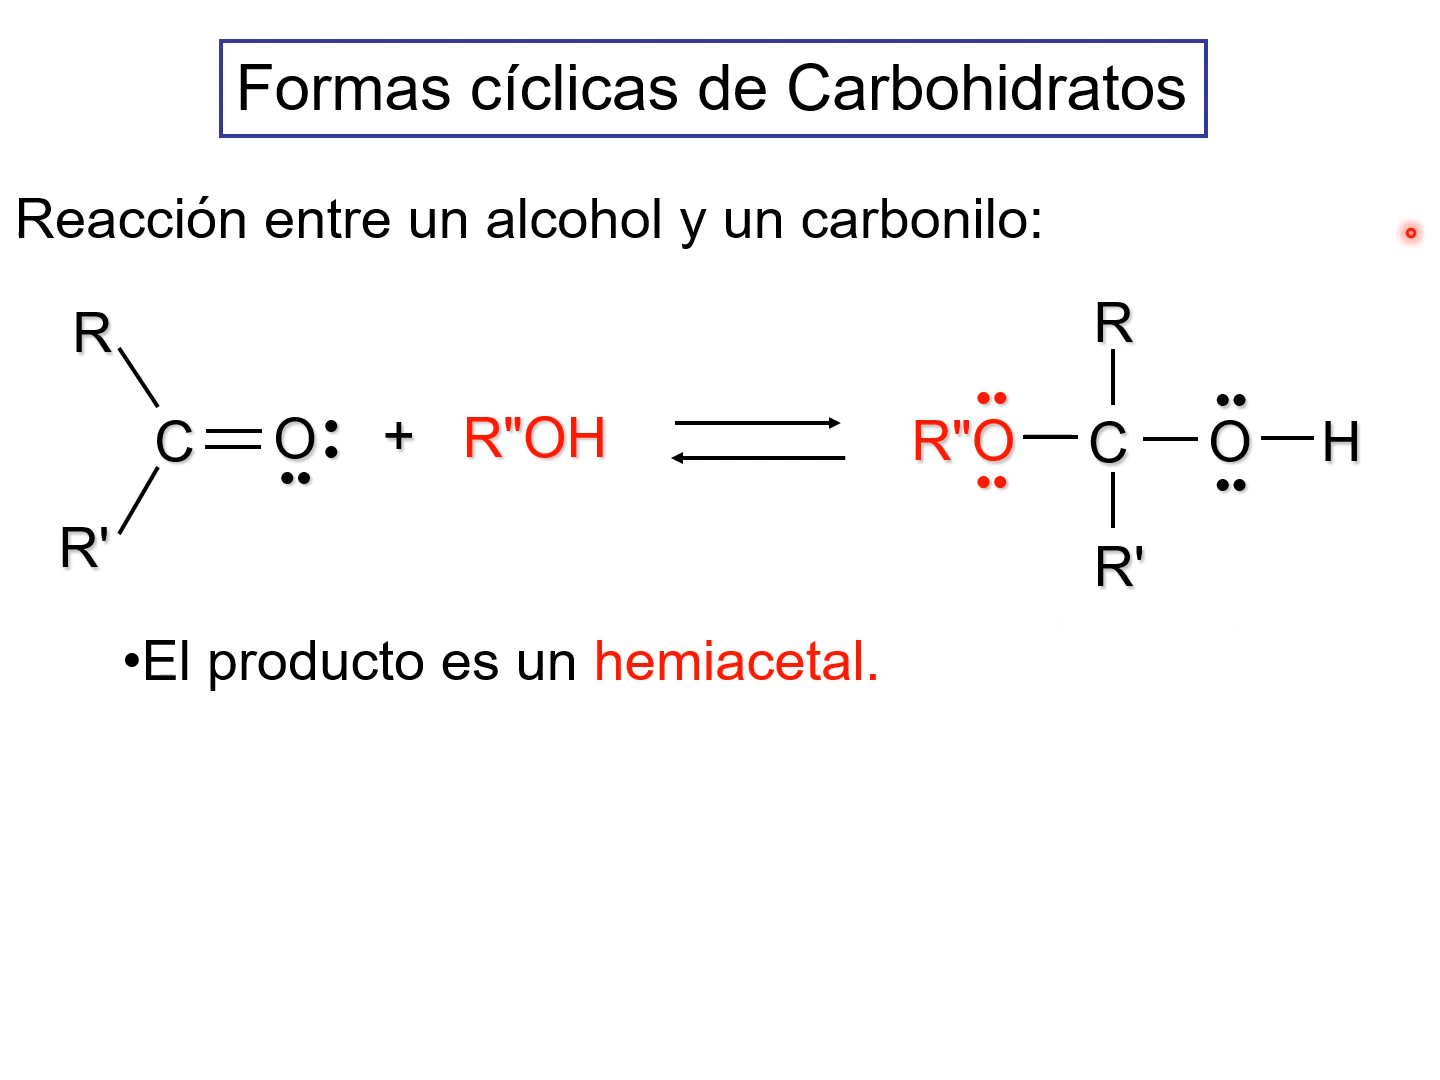 Formas cíclicas de Carbohidratos
Reacción entre un alcohol y un carbonilo:
R
R'
C
O
+
R"OH
R
R"O
C
O
H
R'
•El producto es un hemiacetal.